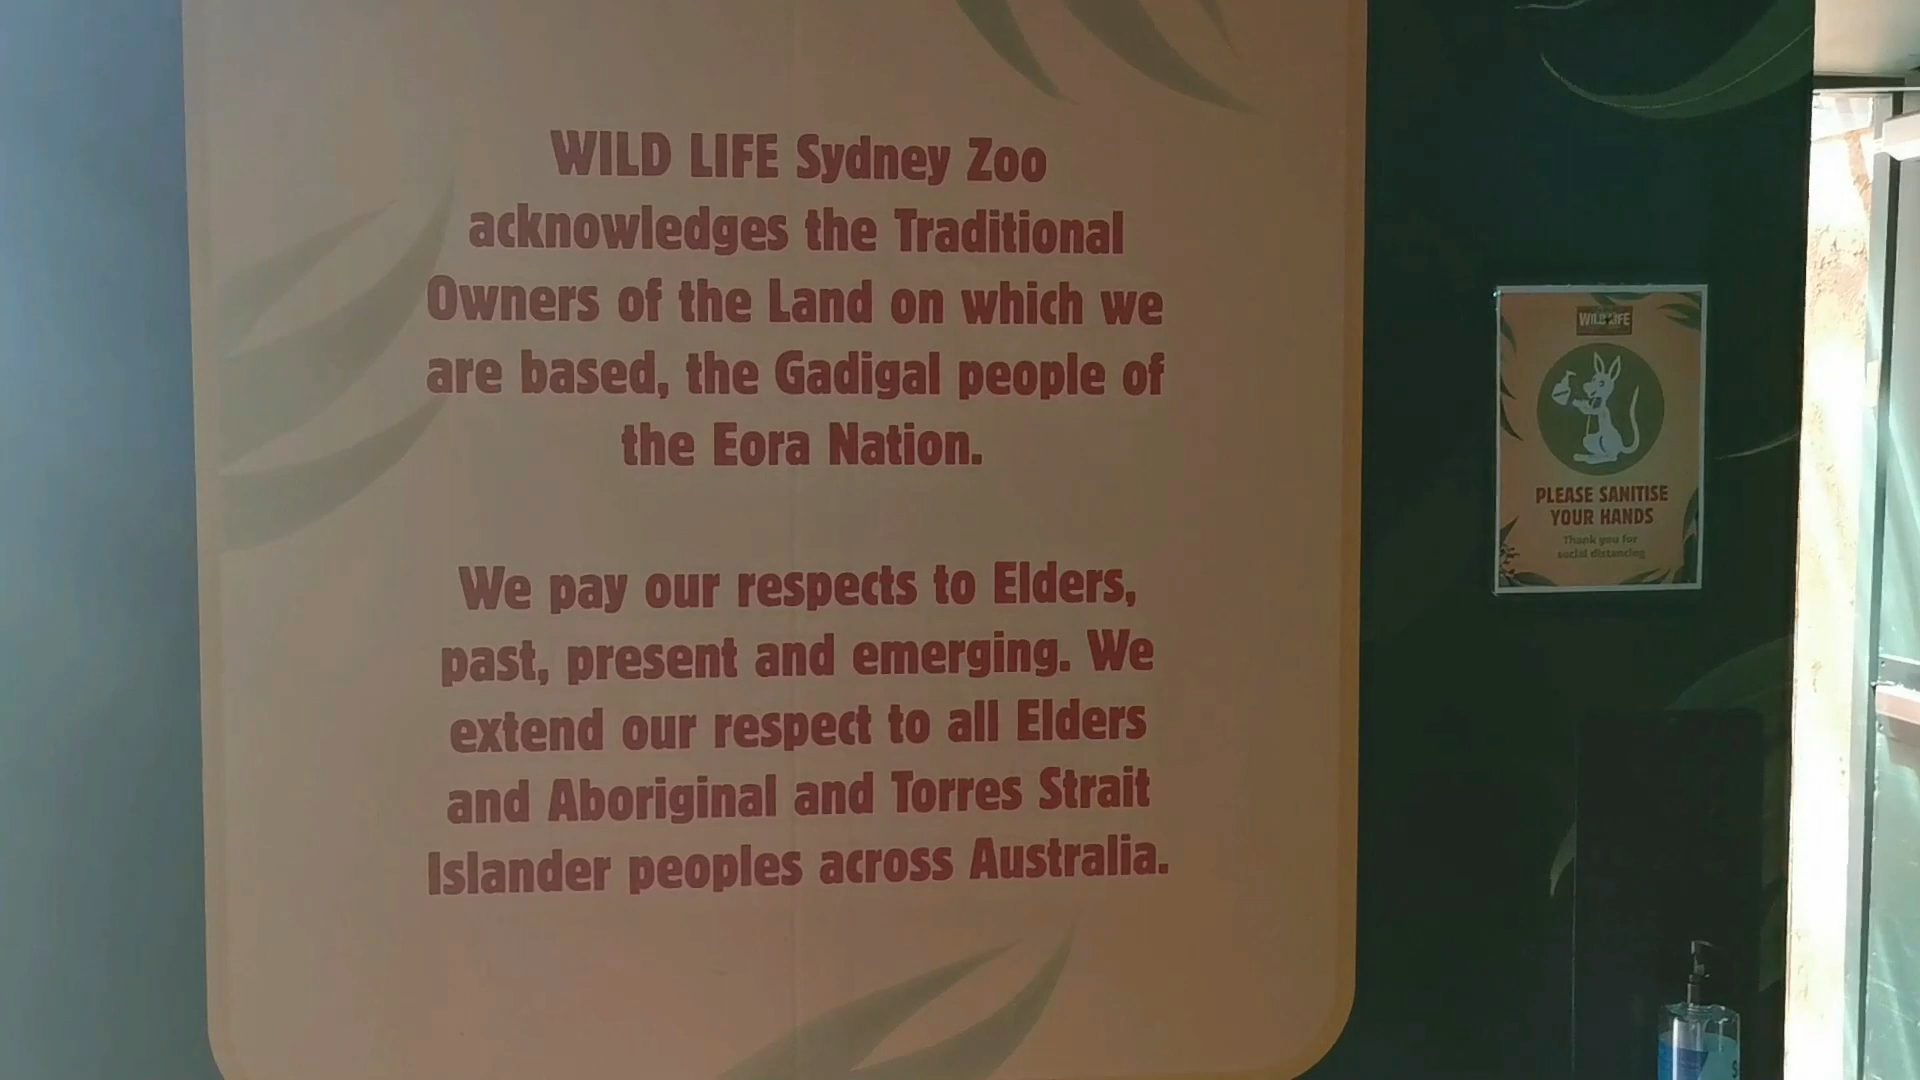 WILD LIFE Sydney Zoo
acknowledges the Traditional
Owners of the Land on which we
are based, the Gadigal people of
the Eora Nation.
We pay our respects to Elders,
past, present and emerging. We
extend our respect to all Elders
and Aboriginal and Torres Strait
Islander peoples across Australia.
WILD LIFE
PLEASE SANITISE
YOUR HANDS
Thank you for
social distancing